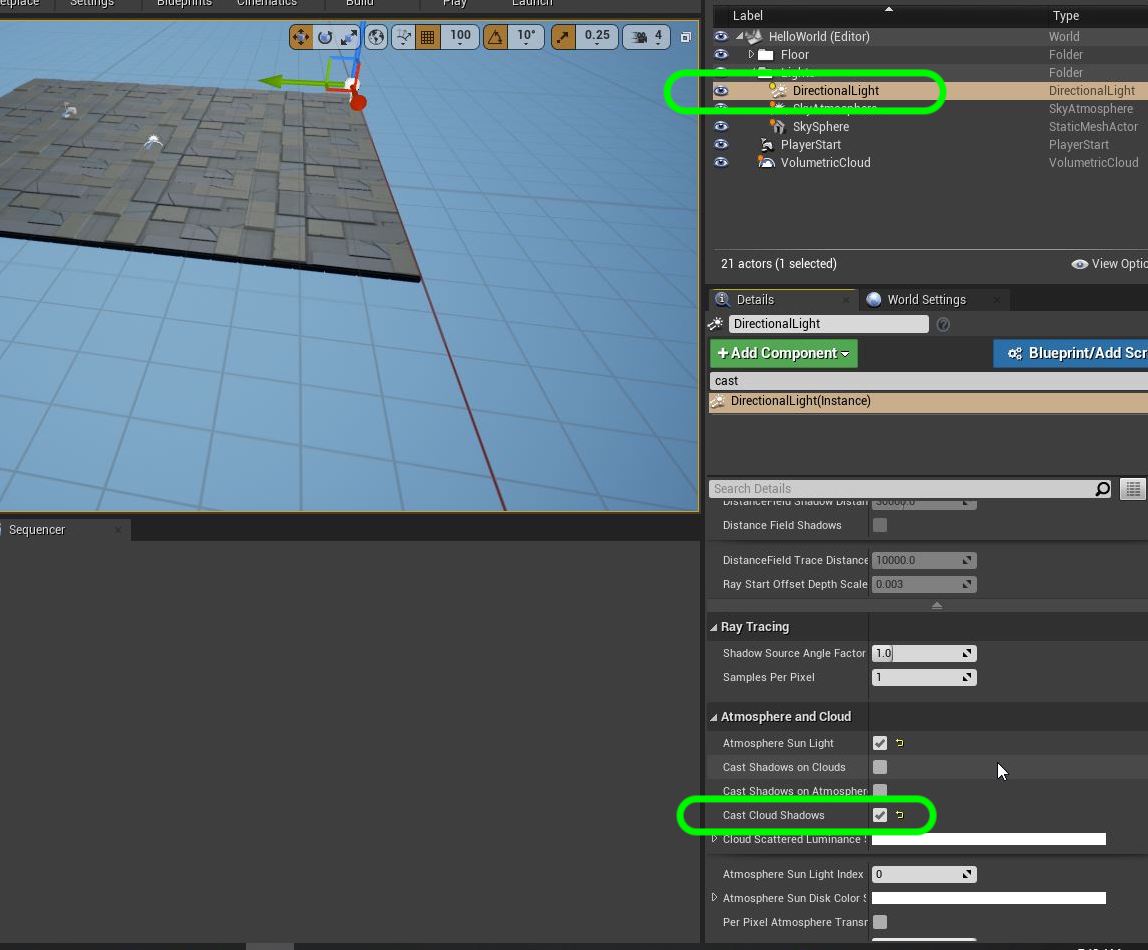 etplace Settings Blueprints Cinematics Build Play Launch
100 10° 0.25 4
Label Type
HelloWorld (Editor) World
Floor Folder
Lights Folder
DirectionalLight DirectionalLight
SkyAtmosphere SkyAtmosphere
SkySphere StaticMeshActor
PlayerStart PlayerStart
VolumetricCloud VolumetricCloud
21 actors (1 selected) View Optio
Details World Settings
DirectionalLight
+Add Component Blueprint/Add Scr
cast
DirectionalLight(Instance)
Search Details
DistanceField Shadow Distan 30000.0
Sequencer
Distance Field Shadows
DistanceField Trace Distance 10000.0
Ray Start Offset Depth Scale 0.003
Ray Tracing
Shadow Source Angle Factor 1.0
Samples Per Pixel 1
Atmosphere and Cloud
Atmosphere Sun Light
Cast Shadows on Clouds
Cast Shadows on Atmospher
Cast Cloud Shadows
Cloud Scattered Luminance S
Atmosphere Sun Light Index 0
Atmosphere Sun Disk Color S
Per Pixel Atmosphere Transm